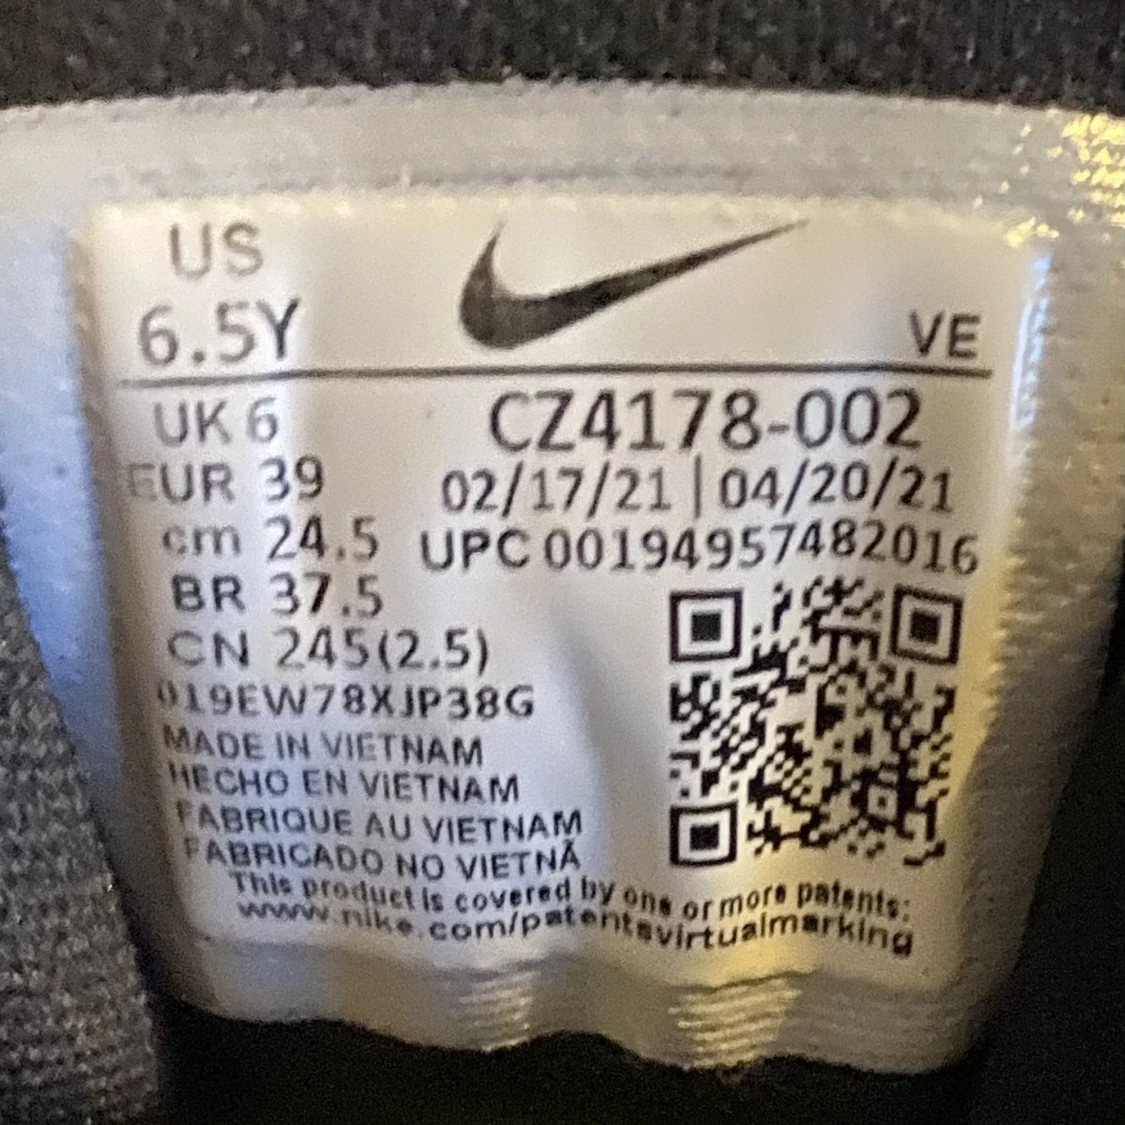 US
6.5Y
VE
UK 6
EUR 39
cm 24.5
BR 37.5
CN 245(2.5)
CZ4178-002
02/17/21 | 04/20/21
UPC 00194957482016
019EW78XJP38G
MADE IN VIETNAM
HECHO EN VIETNAM
FABRIQUE AU VIETNAM
FABRICADO NO VIETNÃ
This product is covered by one or more patents:
www.nike.com/patentsvirtualmarking